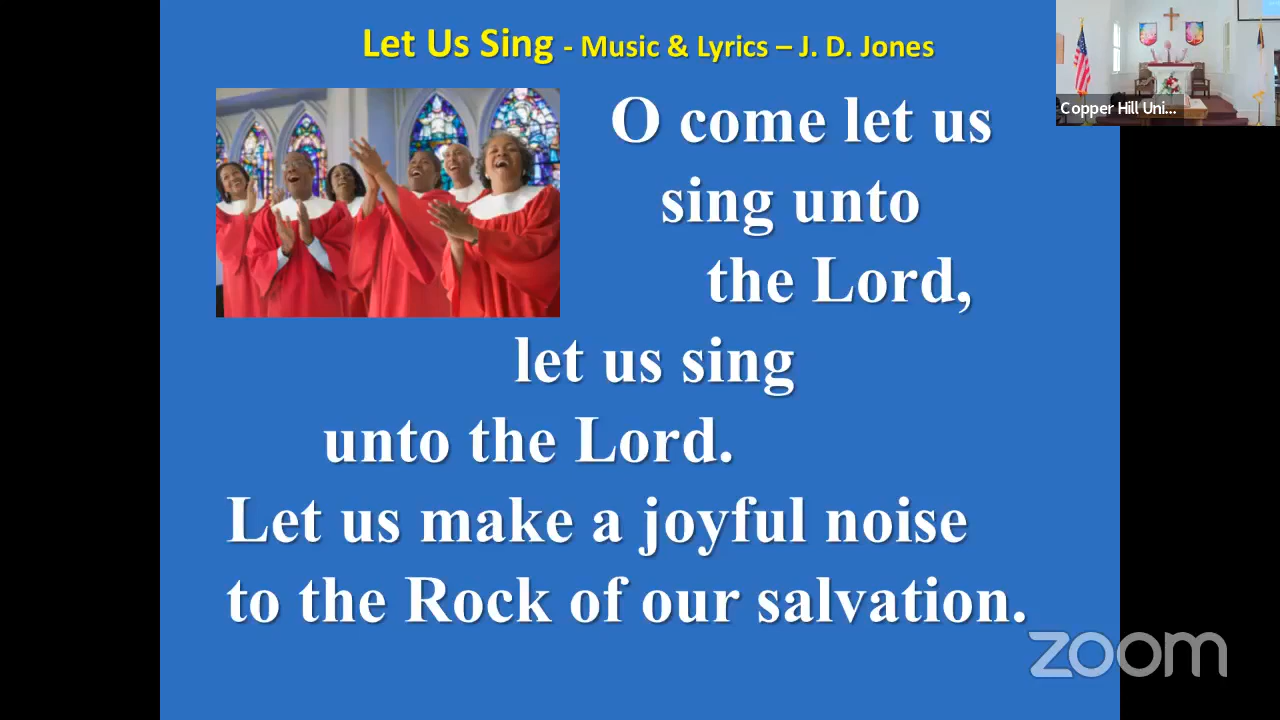 Let Us Sing - Music & Lyrics – J. D. Jones
Copper Hill Uni...
O come let us
sing unto
the Lord,
let us sing
unto the Lord.
Let us make a joyful noise
to the Rock of our salvation.
zoom